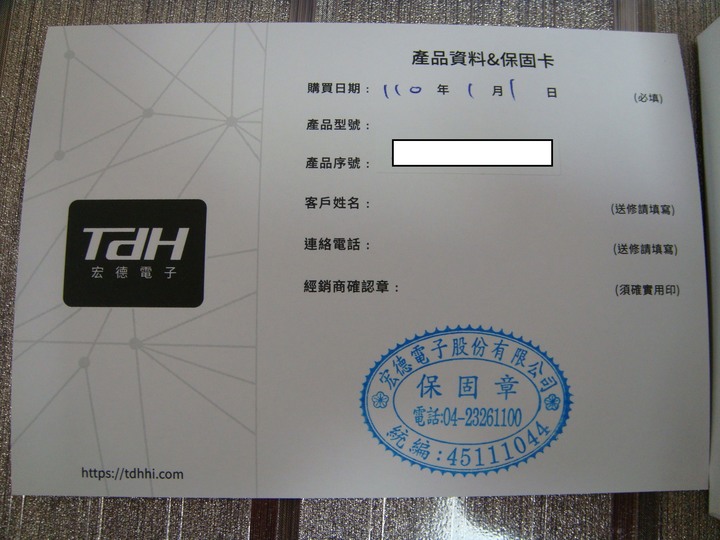 產品資料&保固卡
購買日期：110年1月1日 (必填)
產品型號：
產品序號：
客戶姓名： (送修請填寫)
連絡電話： (送修請填寫)
經銷商確認章： (須確實用印)
TdH
宏德電子
https://tdhhi.com
宏德電子股份有限公司
保固章
電話:04-23261100
統編:45111044